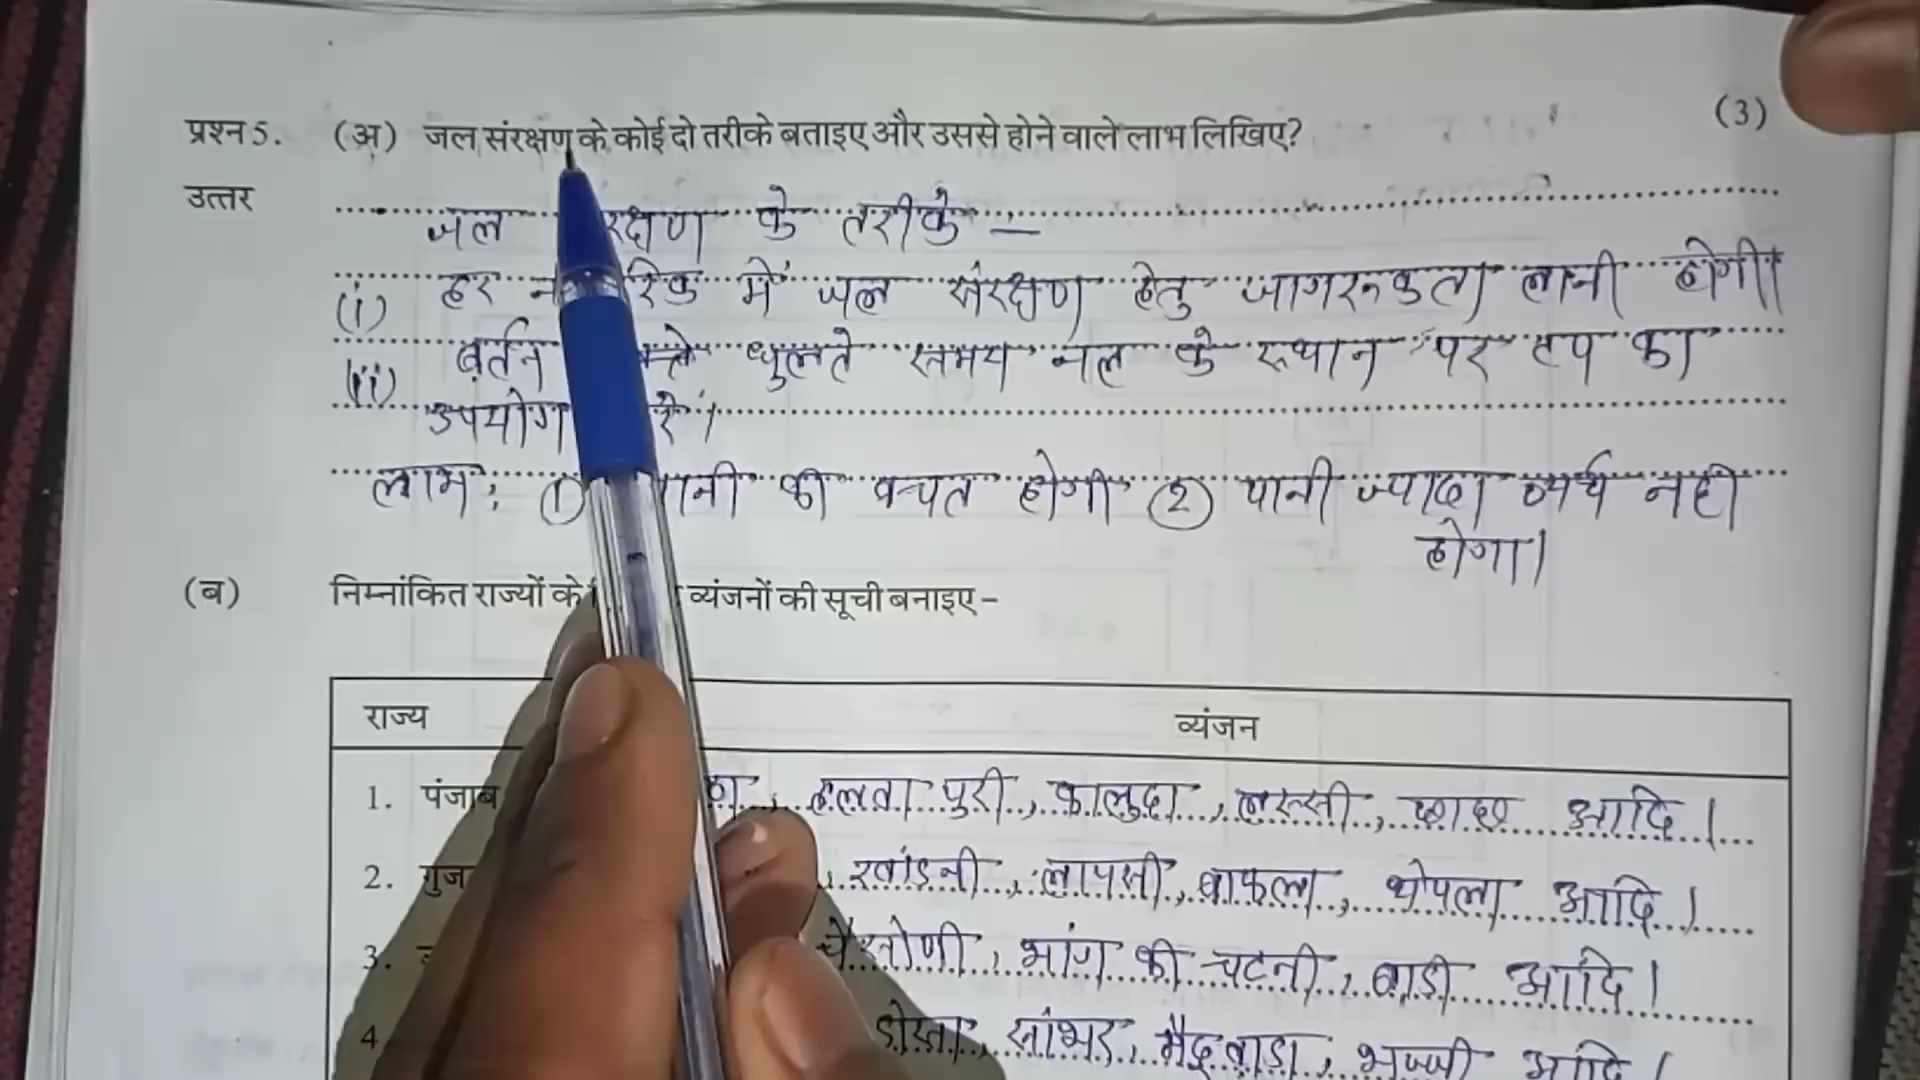 (3)
प्रश्न 5. (अ) जल संरक्षण के कोई दो तरीके बताइए और उससे होने वाले लाभ लिखिए?
उत्तर
जल रक्षण के तरीके —
(i) हर रिक में जल संरक्षण हेतु जागरूकता लानी होगी।
(ii) बर्तन धुलते समय नल के स्थान पर टप का
उपयोग रें।
लाभ: ① पानी की बचत होगी ② पानी ज्यादा व्यर्थ नही
होगा।
(ब) निम्नांकित राज्यों के व्यंजनों की सूची बनाइए –
राज्य व्यंजन
1. पंजाब , हलवा पुरी, फालुदा, लस्सी, छाछ आदि।
2. गुज , खांडवी, लापसी, बाफला, थेपला आदि।
3. चैसोणी, भांग की चटनी, बाडी आदि।
4. डोसा, सांभर, मैदू वाडा, भज्जी आदि।